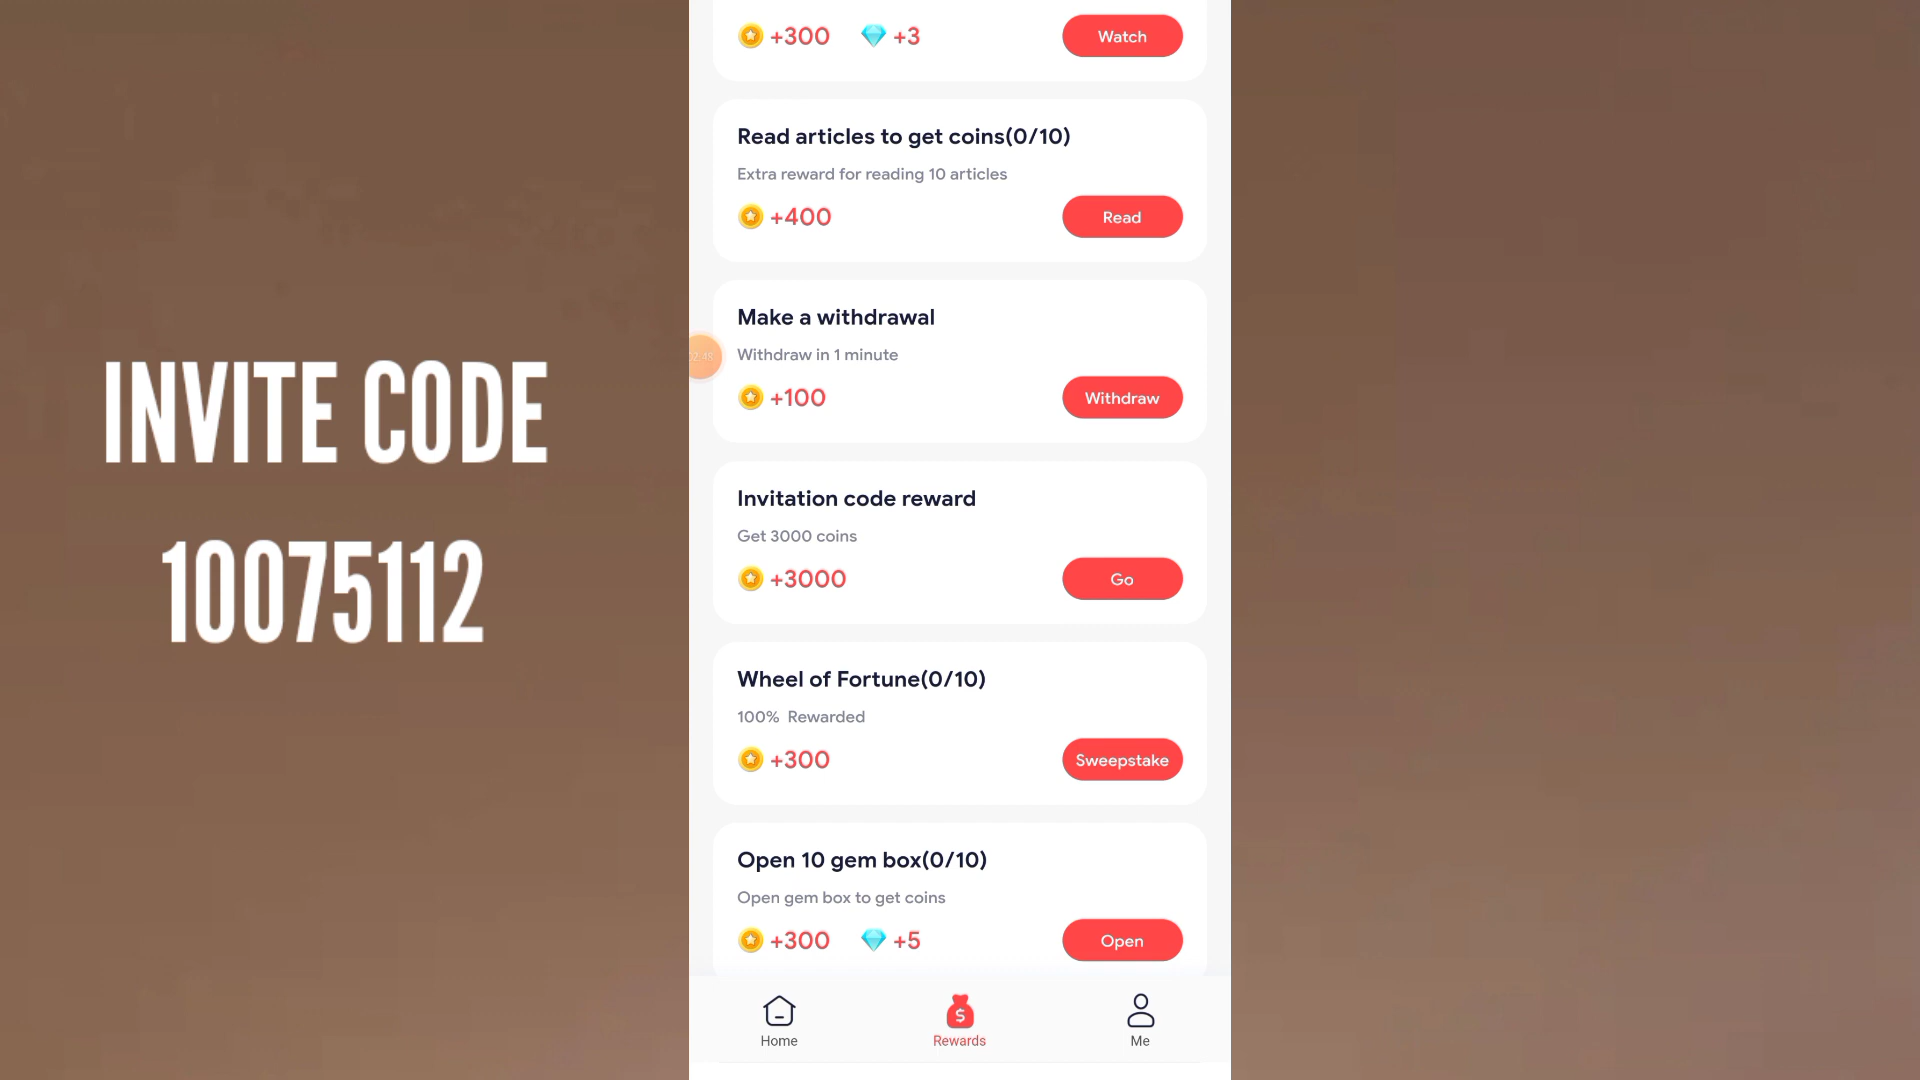 INVITE CODE
10075112
+300 +3 Watch
Read articles to get coins(0/10)
Extra reward for reading 10 articles
+400 Read
Make a withdrawal
02:48
Withdraw in 1 minute
+100 Withdraw
Invitation code reward
Get 3000 coins
+3000 Go
Wheel of Fortune(0/10)
100% Rewarded
+300 Sweepstake
Open 10 gem box(0/10)
Open gem box to get coins
+300 +5 Open
Home Rewards Me